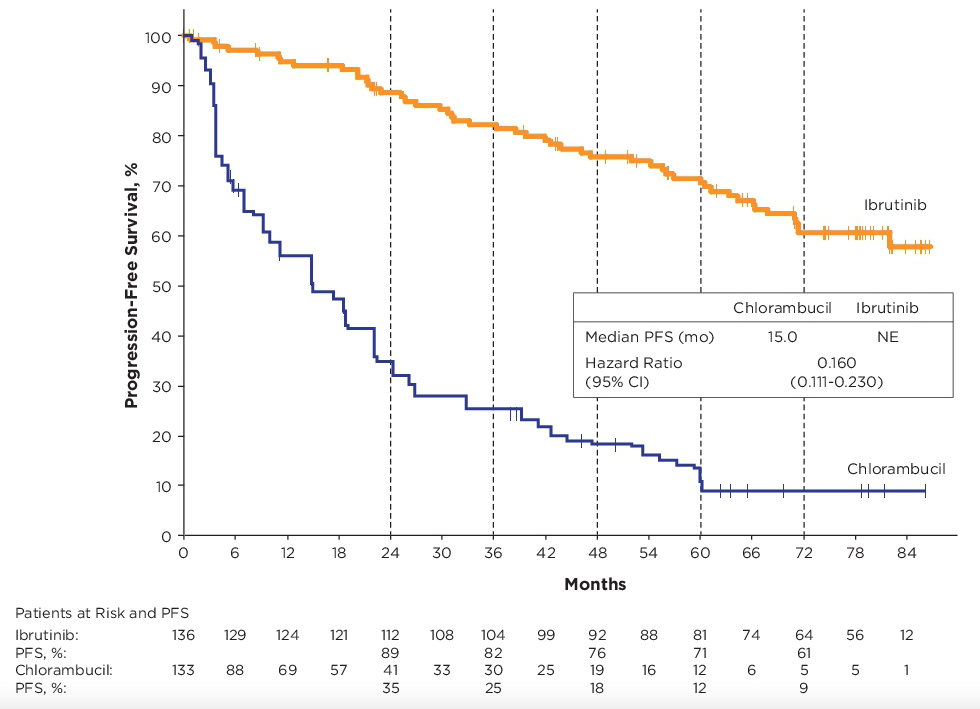 100
90
80
70
60
50
40
30
20
10
0
Progression-Free Survival, %
Ibrutinib
Chlorambucil Ibrutinib
Median PFS (mo) 15.0 NE
Hazard Ratio 0.160
(95% CI) (0.111-0.230)
Chlorambucil
0 6 12 18 24 30 36 42 48 54 60 66 72 78 84
Months
Patients at Risk and PFS
Ibrutinib: 136 129 124 121 112 108 104 99 92 88 81 74 64 56 12
PFS, %: 89 82 76 71 61
Chlorambucil: 133 88 69 57 41 33 30 25 19 16 12 6 5 5 1
PFS, %: 35 25 18 12 9